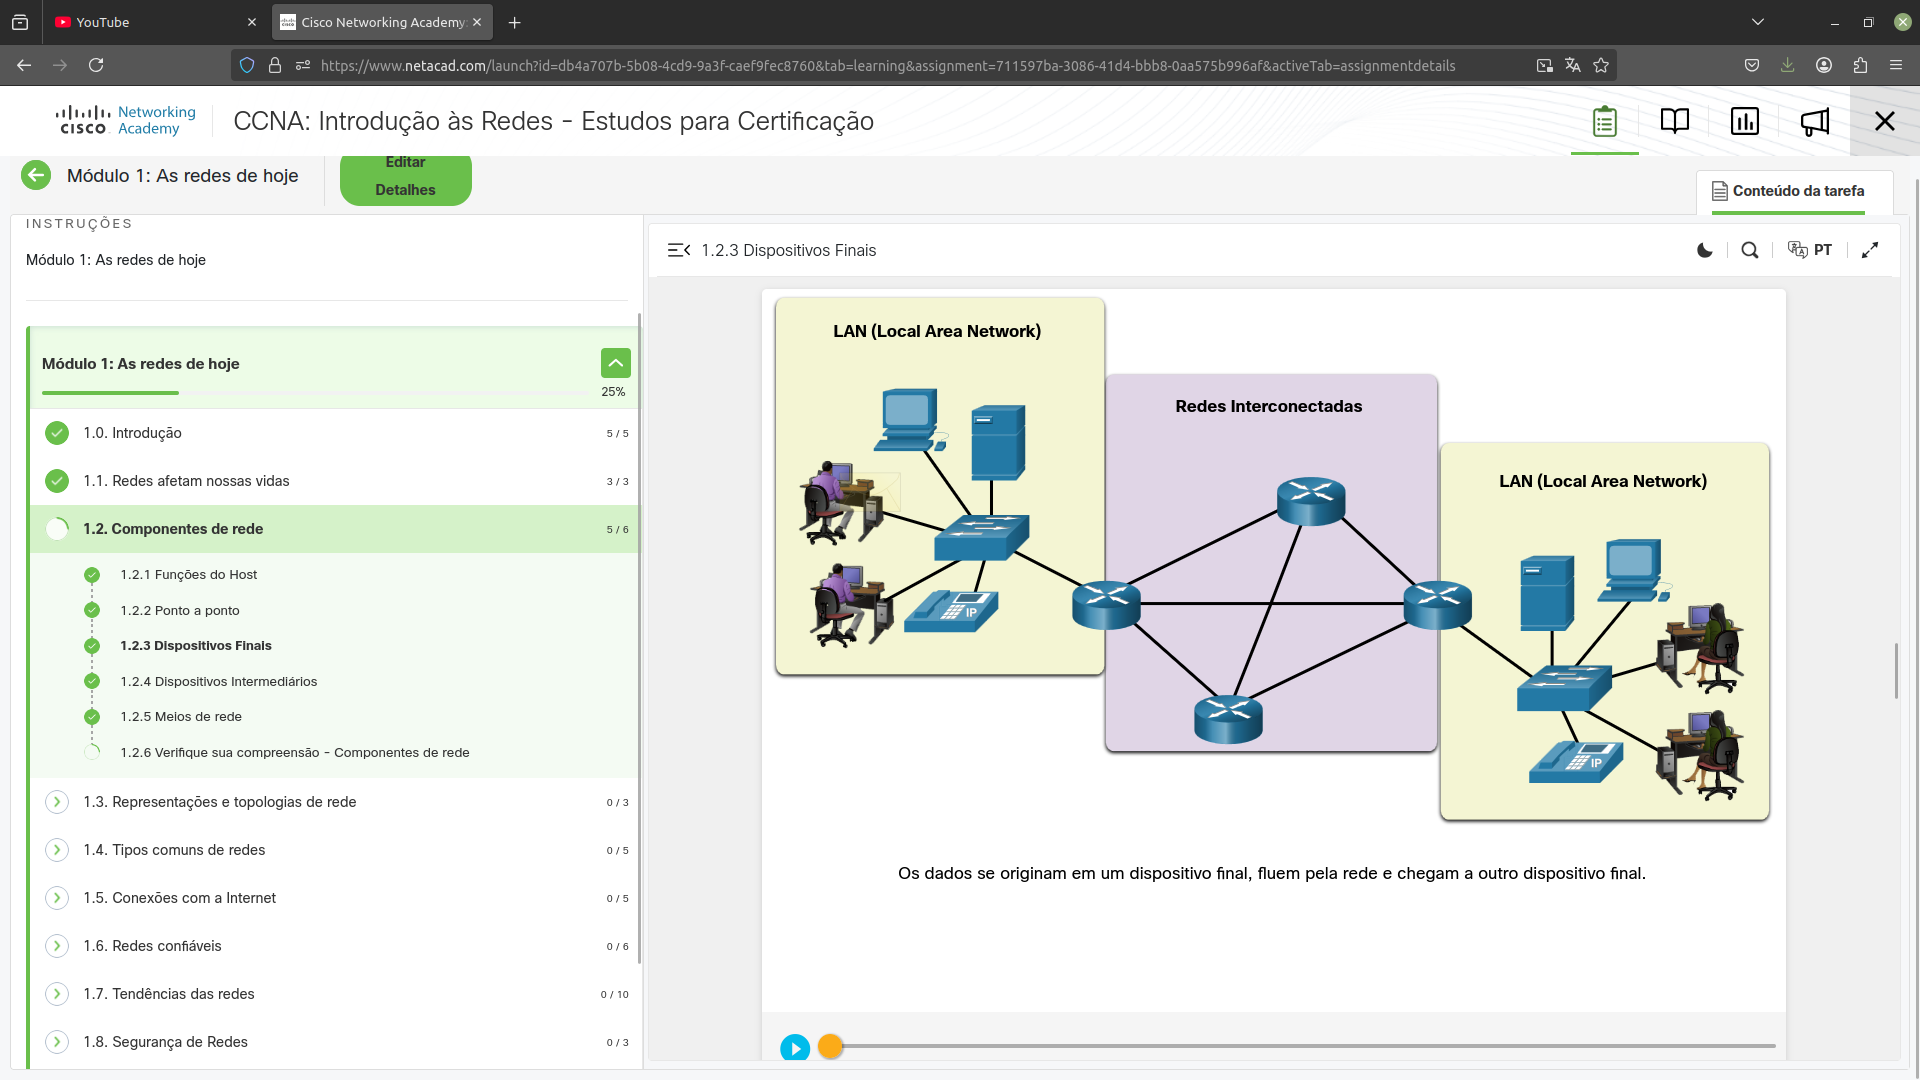 YouTube
Cisco Networking Academy:
https://www.netacad.com/launch?id=db4a707b-5b08-4cd9-9a3f-caef9fec8760&tab=learning&assignment=711597ba-3086-41d4-bbb8-0aa575b996af&activeTab=assignmentdetails
CISCO Networking Academy
CCNA: Introdução às Redes - Estudos para Certificação
Módulo 1: As redes de hoje
Editar
Detalhes
Conteúdo da tarefa
INSTRUÇÕES
Módulo 1: As redes de hoje
Módulo 1: As redes de hoje
25%
1.0. Introdução 5 / 5
1.1. Redes afetam nossas vidas 3 / 3
1.2. Componentes de rede 5 / 6
1.2.1 Funções do Host
1.2.2 Ponto a ponto
1.2.3 Dispositivos Finais
1.2.4 Dispositivos Intermediários
1.2.5 Meios de rede
1.2.6 Verifique sua compreensão - Componentes de rede
1.3. Representações e topologias de rede 0 / 3
1.4. Tipos comuns de redes 0 / 5
1.5. Conexões com a Internet 0 / 5
1.6. Redes confiáveis 0 / 6
1.7. Tendências das redes 0 / 10
1.8. Segurança de Redes 0 / 3
1.2.3 Dispositivos Finais
PT
LAN (Local Area Network)
Redes Interconectadas
LAN (Local Area Network)
IP
IP
Os dados se originam em um dispositivo final, fluem pela rede e chegam a outro dispositivo final.